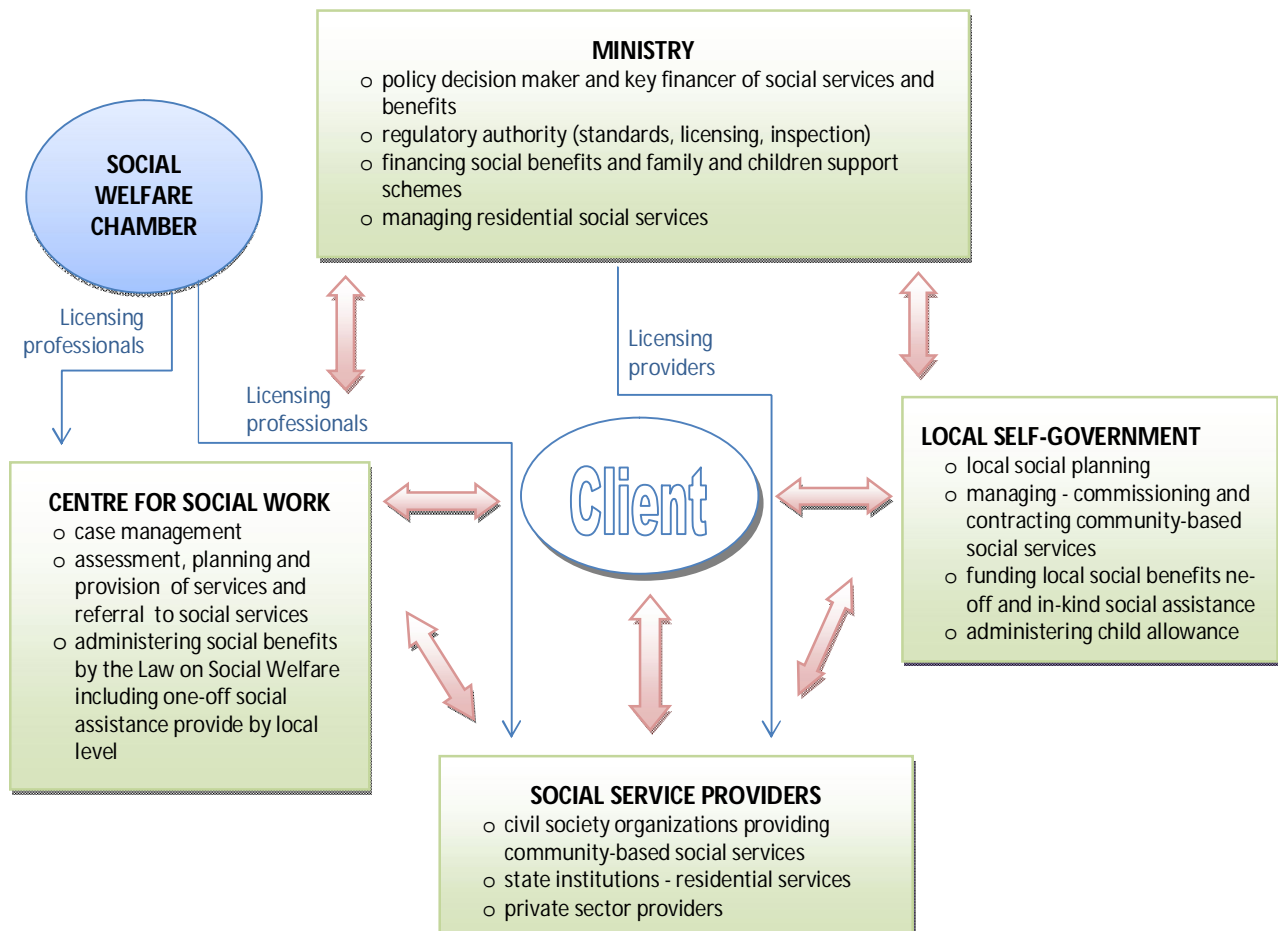 MINISTRY
o policy decision maker and key financer of social services and
benefits
o regulatory authority (standards, licensing, inspection)
o financing social benefits and family and children support
schemes
o managing residential social services
SOCIAL
WELFARE
CHAMBER
Licensing
professionals
Licensing
professionals
Licensing
providers
Client
CENTRE FOR SOCIAL WORK
o case management
o assessment, planning and
provision of services and
referral to social services
o administering social benefits
by the Law on Social Welfare
including one-off social
assistance provide by local
level
LOCAL SELF-GOVERNMENT
o local social planning
o managing - commissioning and
contracting community-based
social services
o funding local social benefits ne-
off and in-kind social assistance
o administering child allowance
SOCIAL SERVICE PROVIDERS
o civil society organizations providing
community-based social services
o state institutions - residential services
o private sector providers